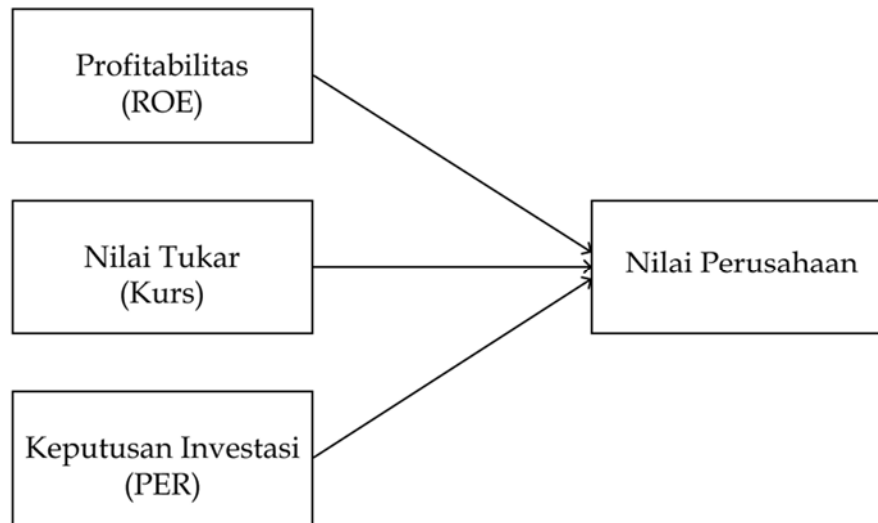 Profitabilitas
(ROE)
Nilai Tukar
(Kurs)
Nilai Perusahaan
Keputusan Investasi
(PER)